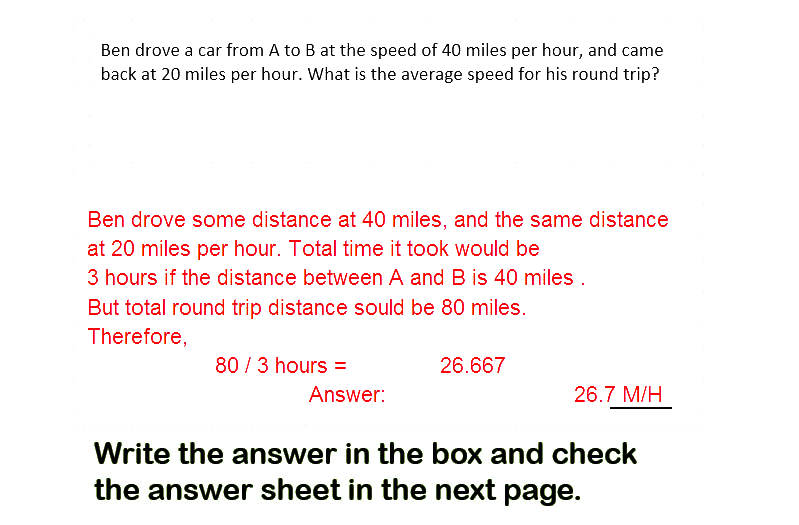 Ben drove a car from A to B at the speed of 40 miles per hour, and came
back at 20 miles per hour. What is the average speed for his round trip?
Ben drove some distance at 40 miles, and the same distance
at 20 miles per hour. Total time it took would be
3 hours if the distance between A and B is 40 miles .
But total round trip distance sould be 80 miles.
Therefore,
80 / 3 hours = 26.667
Answer: 26.7 M/H
Write the answer in the box and check
the answer sheet in the next page.